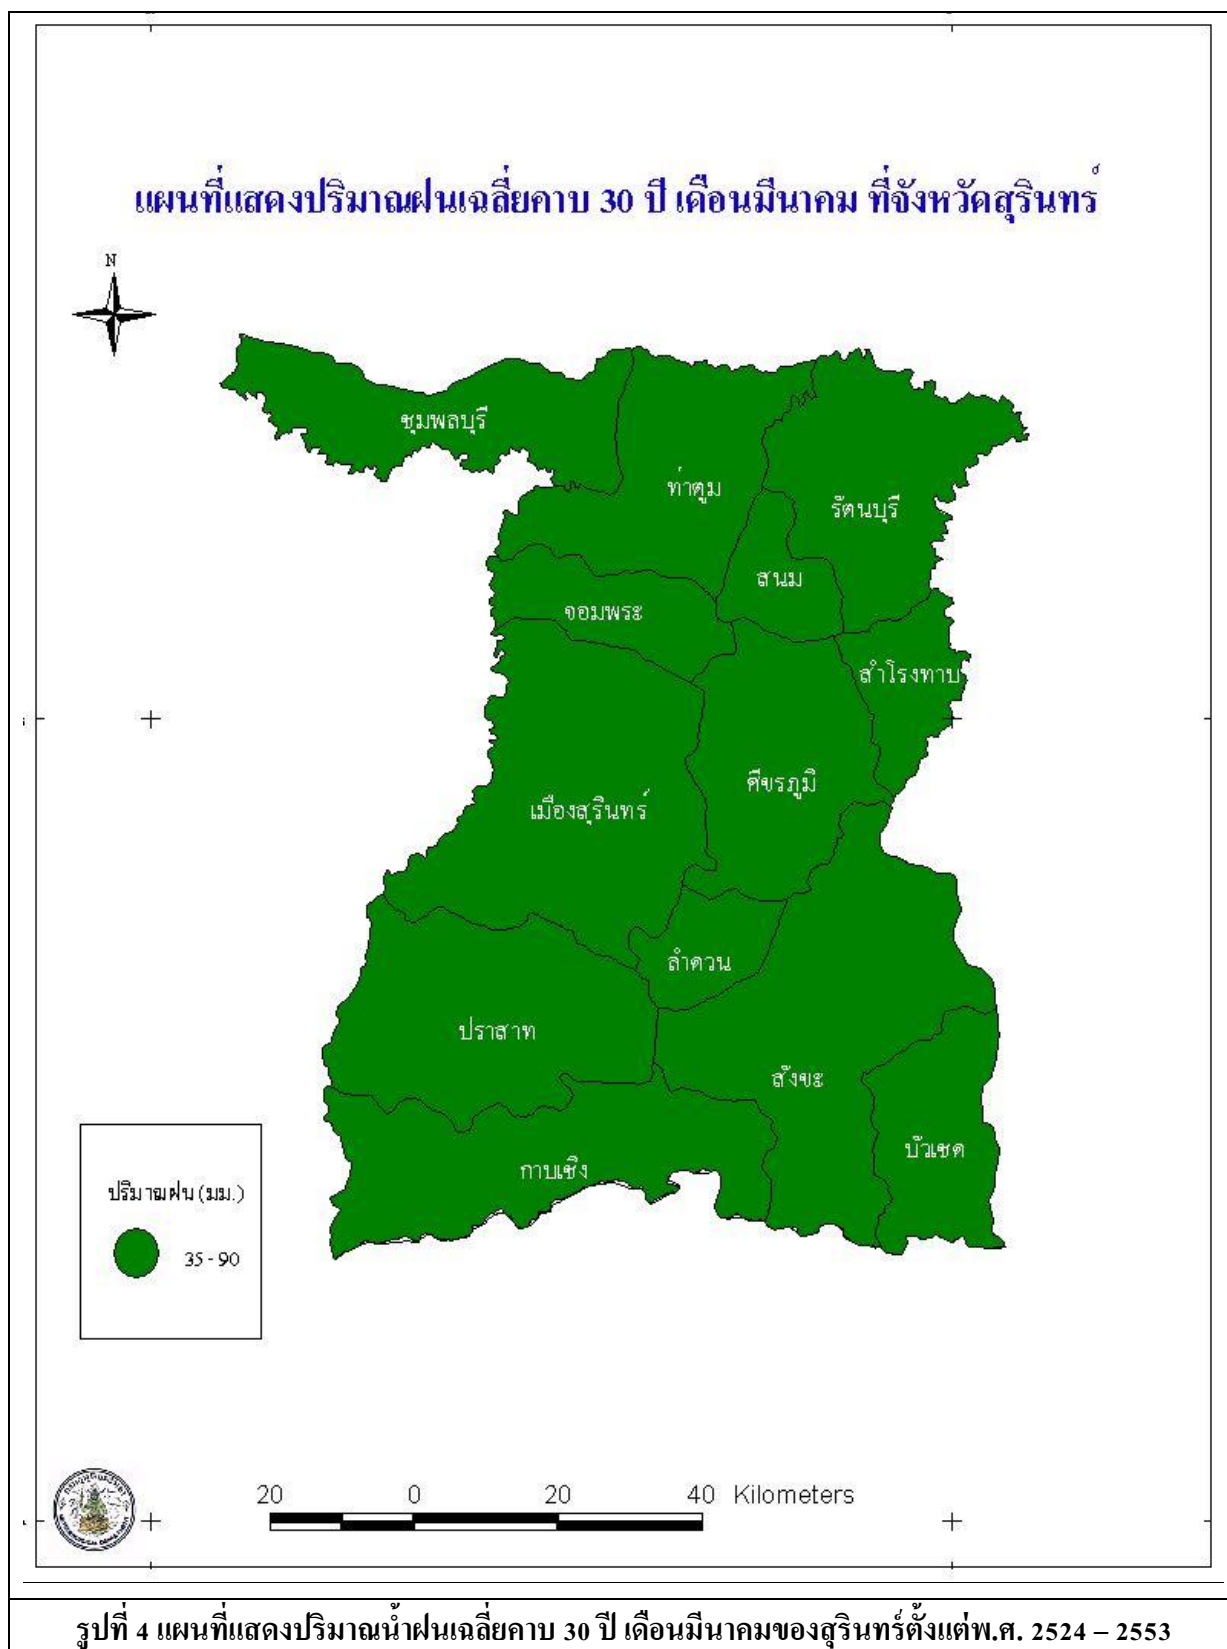 แผนที่แสดงปริมาณฝนเฉลี่ยคาบ 30 ปี เดือนมีนาคม ที่จังหวัดสุรินทร์
N
ชุมพลบุรี
ท่าตูม
รัตนบุรี
สนม
จอมพระ
สำโรงทาบ
ศีขรภูมิ
เมืองสุรินทร์
ลำดวน
ปราสาท
สังขะ
บัวเชด
กาบเชิง
ปริมาณฝน (มม.)
35 - 90
20 0 20 40 Kilometers
รูปที่ 4 แผนที่แสดงปริมาณน้ำฝนเฉลี่ยคาบ 30 ปี เดือนมีนาคมของสุรินทร์ตั้งแต่พ.ศ. 2524 – 2553